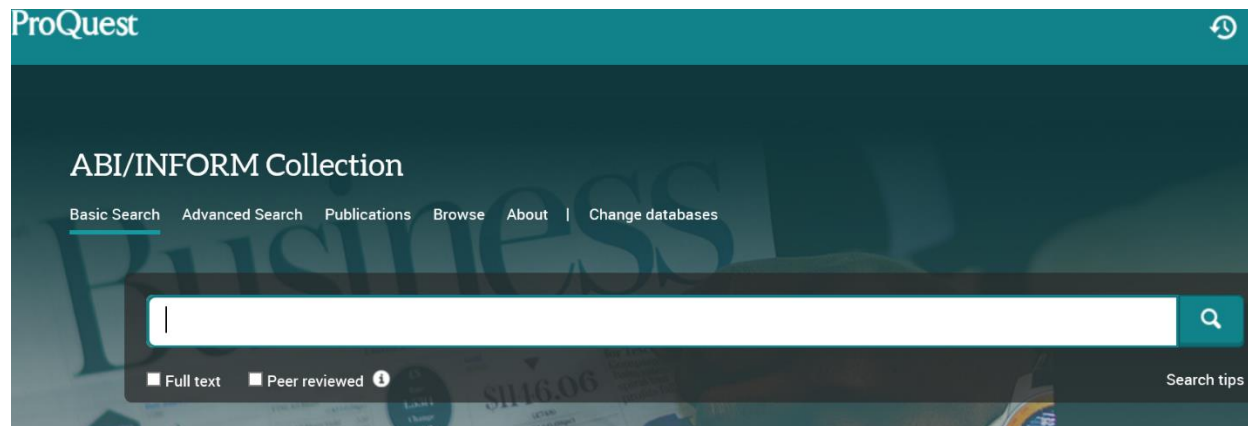 ProQuest
ABI/INFORM Collection
Basic Search Advanced Search Publications Browse About | Change databases
Business
Full text Peer reviewed
Search tips
$1146.06